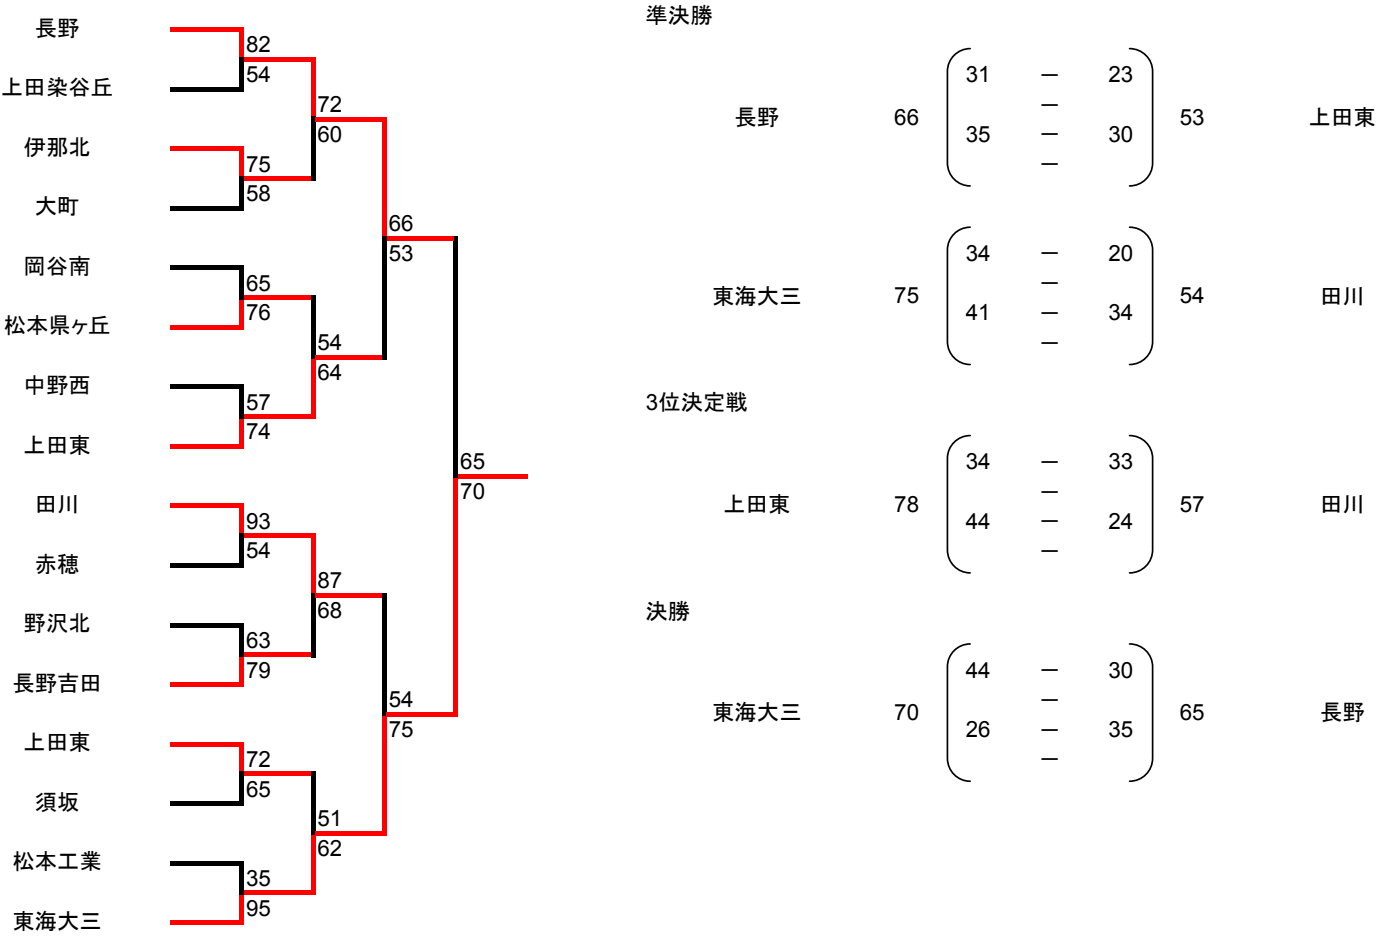 長野
82
54
上田染谷丘
72
60
伊那北
75
58
大町
66
53
岡谷南
65
76
松本県ヶ丘
54
64
中野西
57
74
上田東
65
70
田川
93
54
赤穂
87
68
野沢北
63
79
長野吉田
54
75
上田東
72
65
須坂
51
62
松本工業
35
95
東海大三
準決勝
31 — 23
—
長野 66 53 上田東
35 — 30
—
34 — 20
—
東海大三 75 54 田川
41 — 34
—
3位決定戦
34 — 33
—
上田東 78 57 田川
44 — 24
—
決勝
44 — 30
—
東海大三 70 65 長野
26 — 35
—